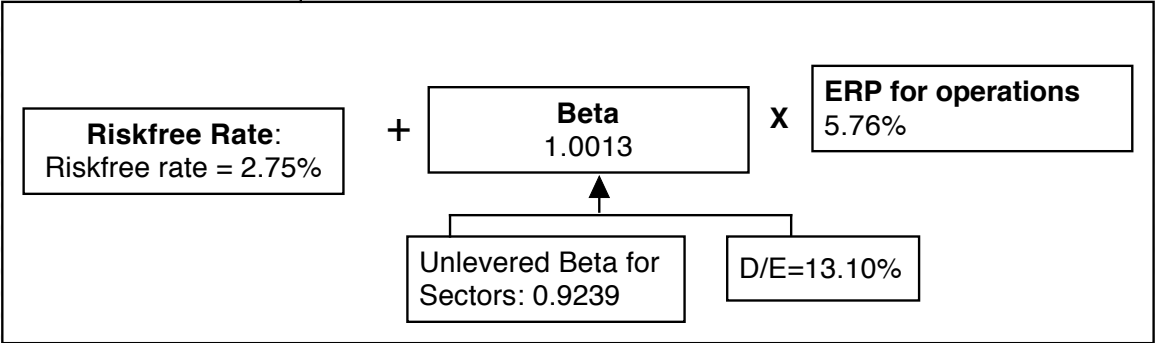 Riskfree Rate:
Riskfree rate = 2.75%
+
Beta
1.0013
X
ERP for operations
5.76%
Unlevered Beta for
Sectors: 0.9239
D/E=13.10%